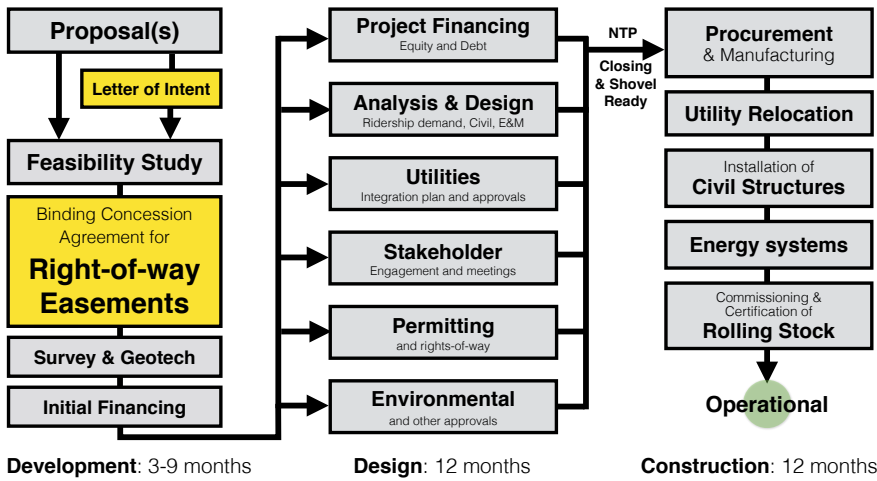 Proposal(s)
Letter of Intent
Feasibility Study
Binding Concession
Agreement for
Right-of-way
Easements
Survey & Geotech
Initial Financing
Development: 3-9 months
Project Financing
Equity and Debt
Analysis & Design
Ridership demand, Civil, E&M
Utilities
Integration plan and approvals
Stakeholder
Engagement and meetings
Permitting
and rights-of-way
Environmental
and other approvals
Design: 12 months
NTP
Closing
& Shovel
Ready
Procurement
& Manufacturing
Utility Relocation
Installation of
Civil Structures
Energy systems
Commissioning &
Certification of
Rolling Stock
Operational
Construction: 12 months